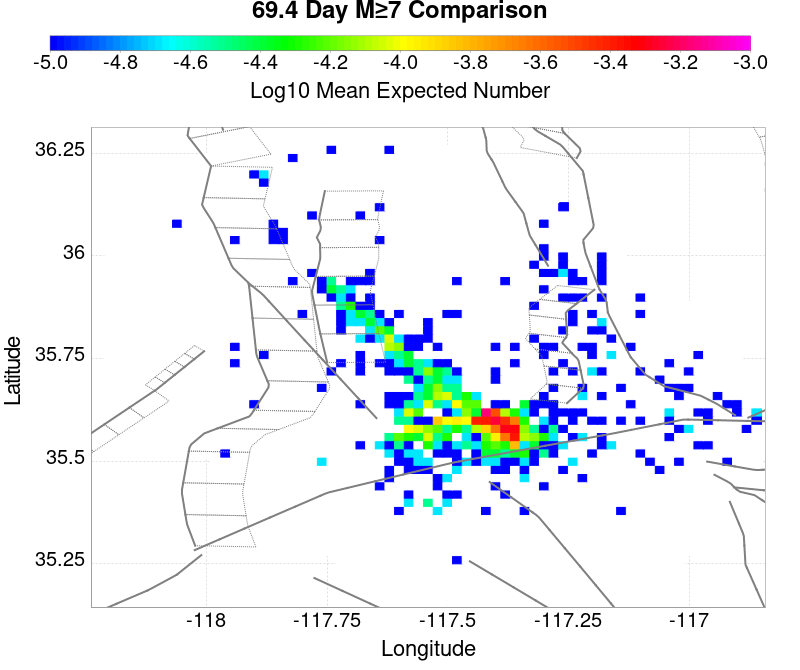 69.4 Day M≥7 Comparison
-5.0 -4.8 -4.6 -4.4 -4.2 -4.0 -3.8 -3.6 -3.4 -3.2 -3.0
Log10 Mean Expected Number
36.25
36
35.75
35.5
35.25
Latitude
-118 -117.75 -117.5 -117.25 -117
Longitude